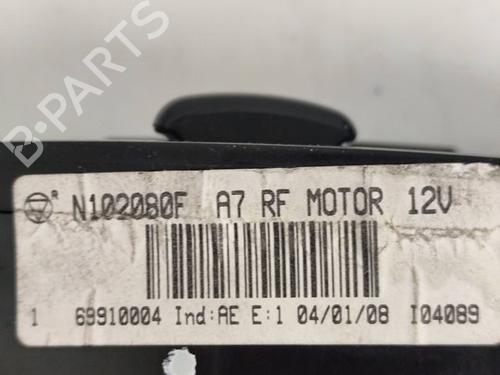 B-PARTS
R N102080F A7 RF MOTOR 12V
1 69910004 Ind:AE E:1 04/01/08 I04089